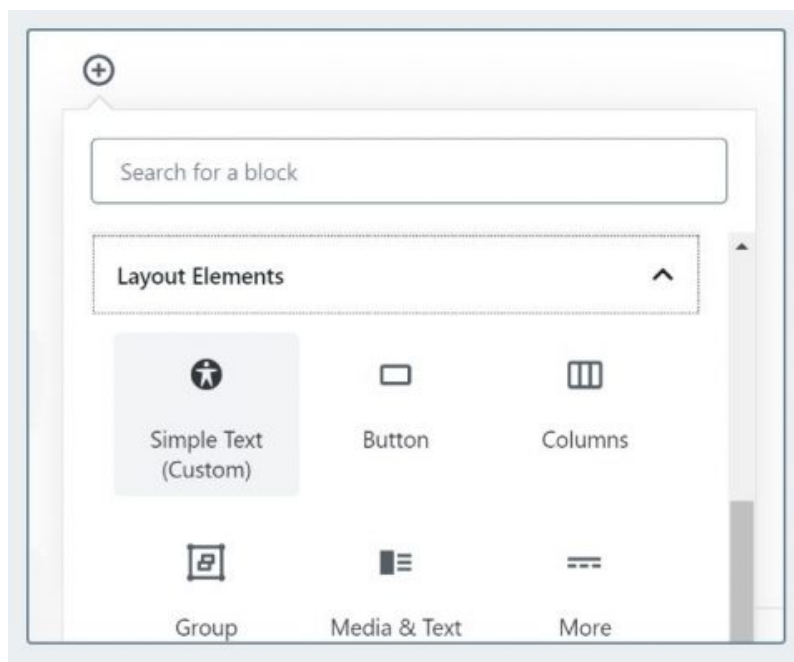 Search for a block
Layout Elements
Simple Text
(Custom)
Button
Columns
Group
Media & Text
More